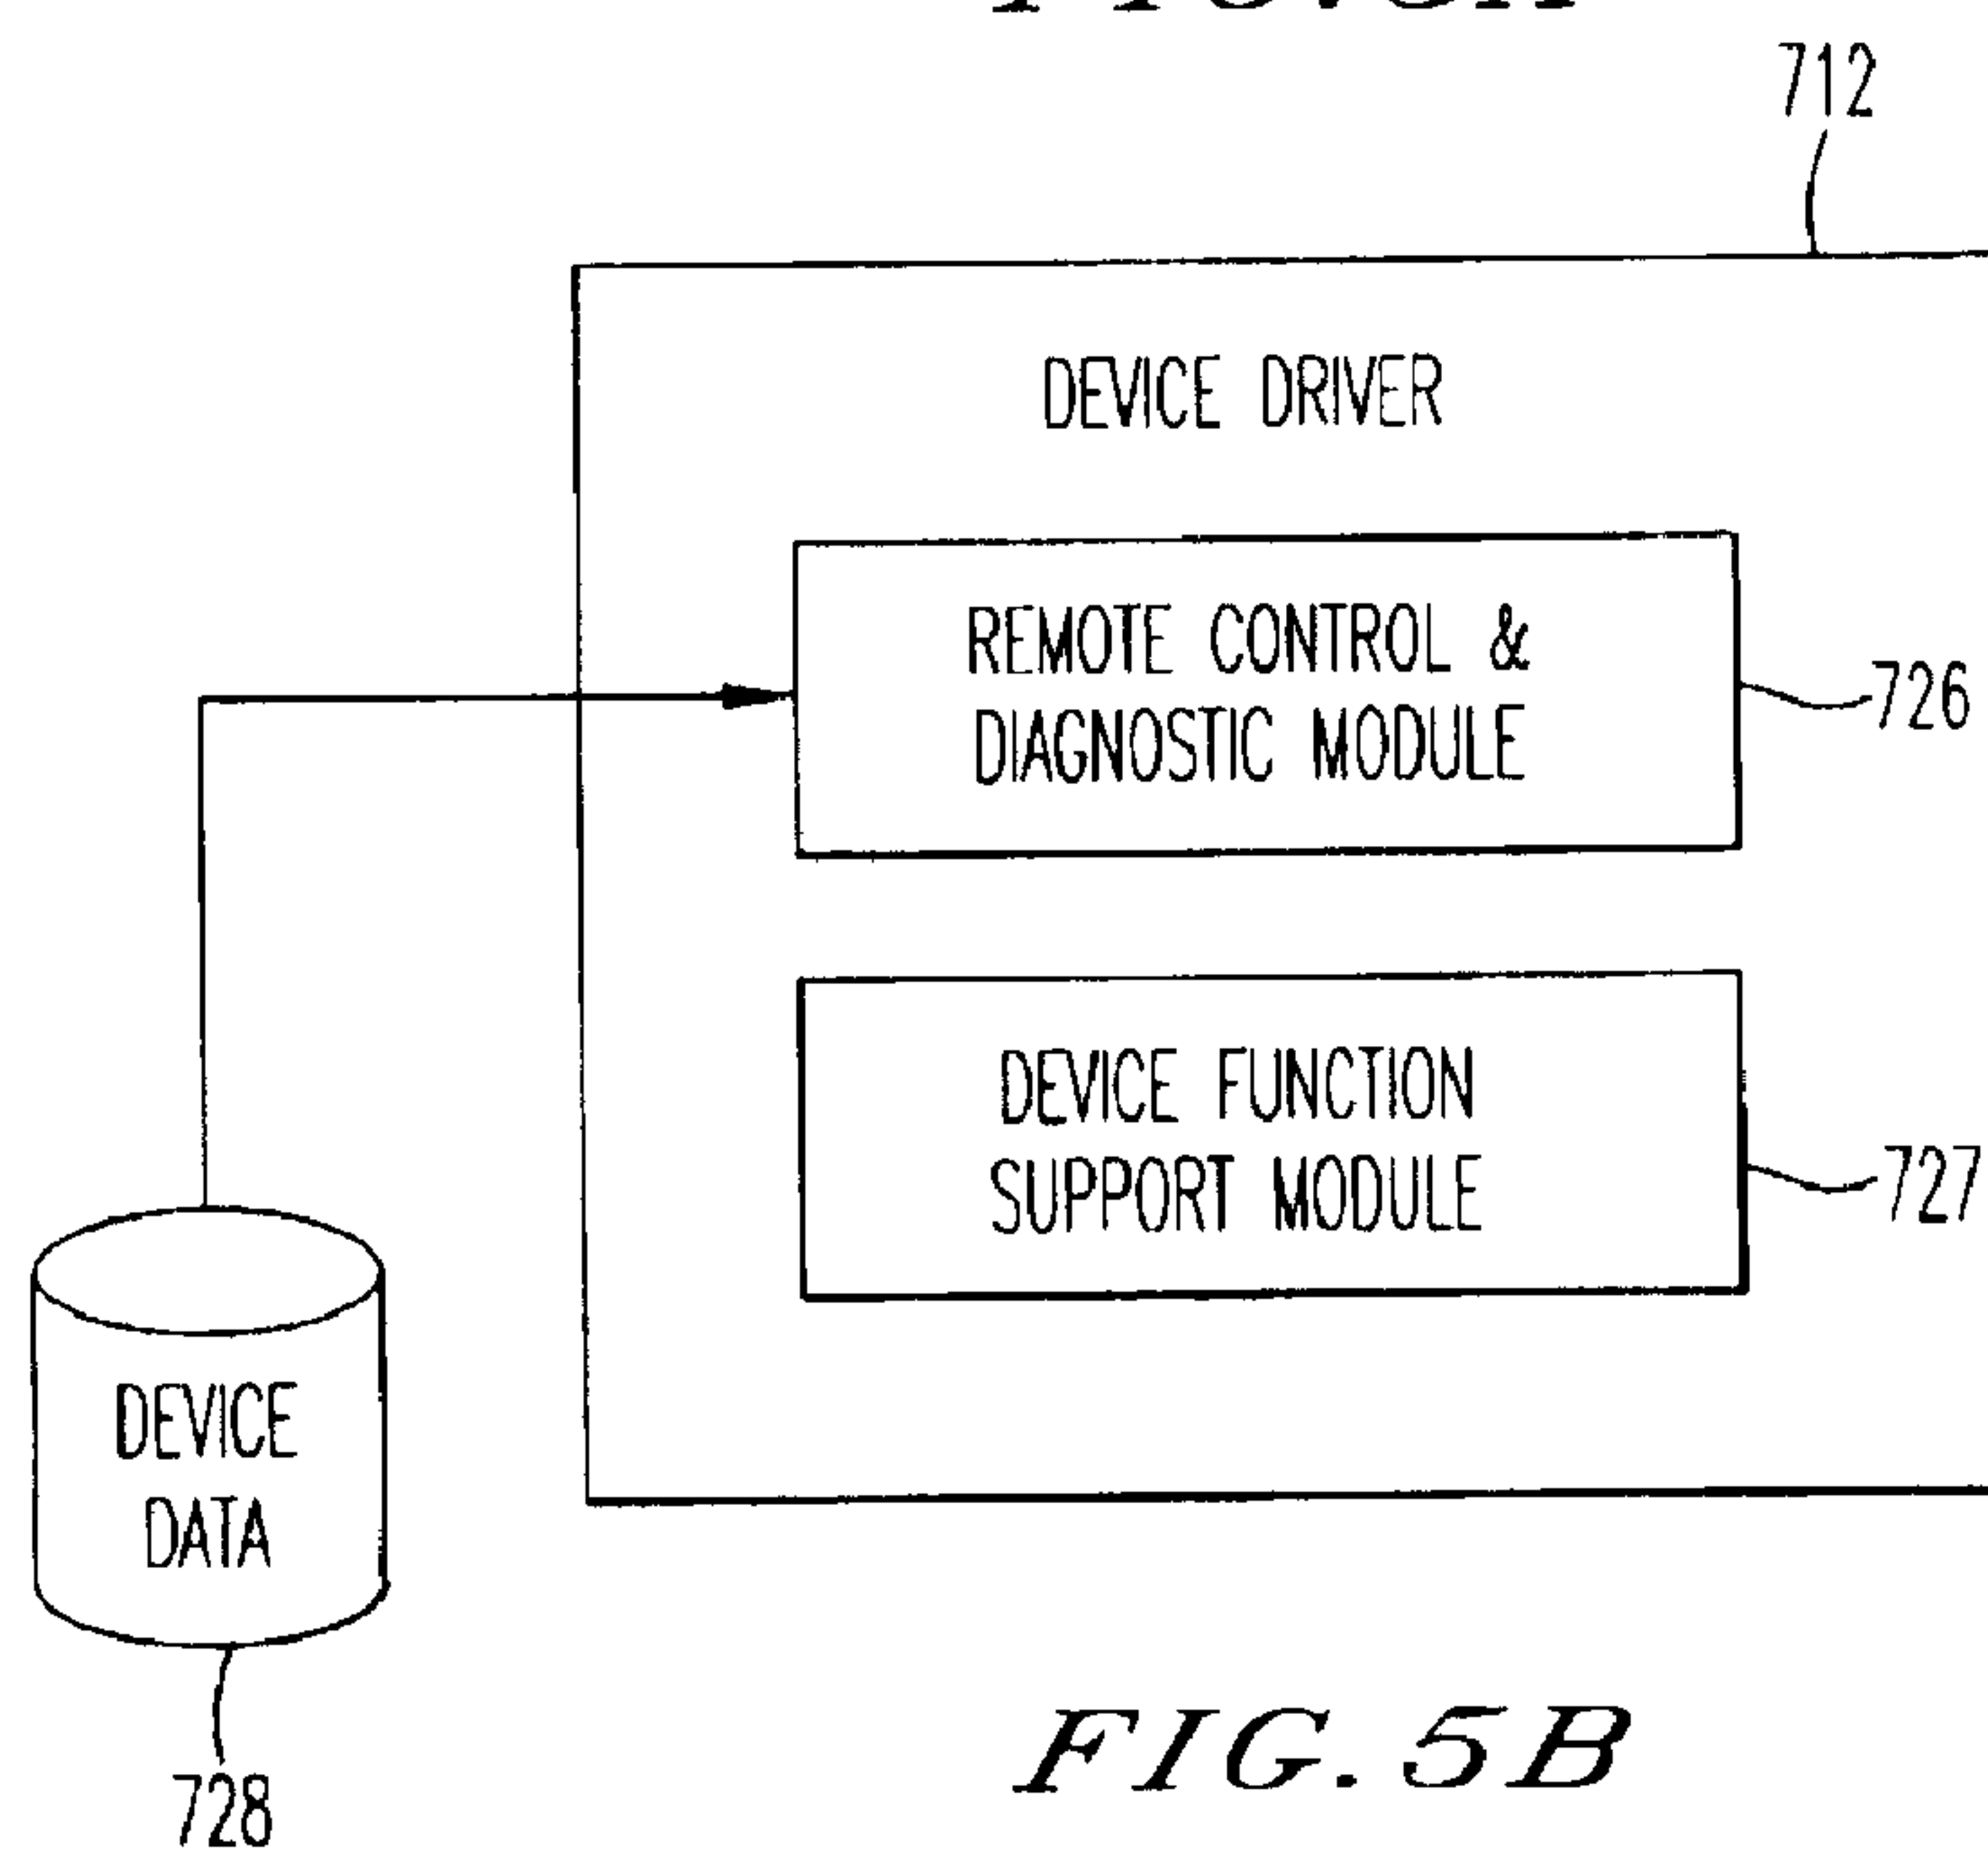 712
DEVICE DRIVER
REMOTE CONTROL &
DIAGNOSTIC MODULE
726
DEVICE FUNCTION
SUPPORT MODULE
727
DEVICE
DATA
728
FIG. 5B